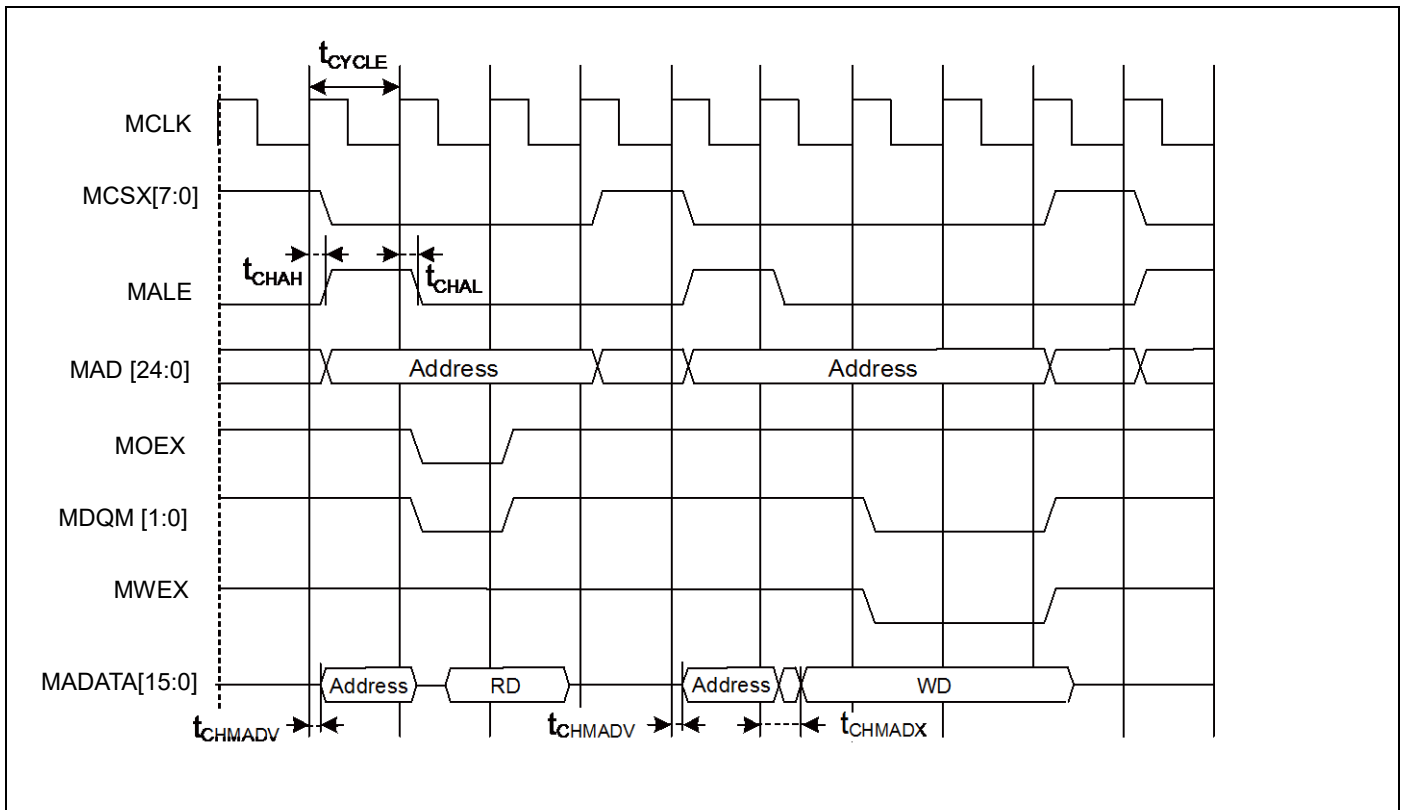 tCYCLE
MCLK
MCSX[7:0]
tCHAH
tCHAL
MALE
MAD [24:0]
Address
Address
MOEX
MDQM [1:0]
MWEX
MADATA[15:0]
Address
RD
Address
WD
tCHMADV
tCHMADV
tCHMADX